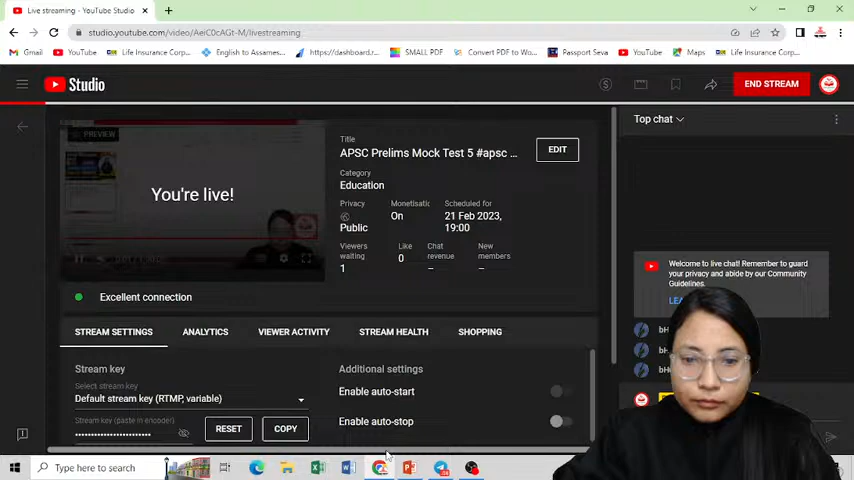 Live streaming - YouTube Studio
studio.youtube.com/video/AeiC0cAGt-M/livestreaming
Gmail
Life Insurance Corp...
English to Assames...
https://dashboard.r...
SMALL PDF
Convert PDF to Wo...
Passport Seva
YouTube
Maps
Life Insurance Corp...
Studio
END STREAM
PREVIEW
You're live!
Title
APSC Prelims Mock Test 5 #apsc ...
EDIT
Category
Education
Privacy
Public
Monetisatic
On
Scheduled for
21 Feb 2023,
19:00
Viewers
waiting
1
Like
0
Chat
revenue
–
New
members
–
Excellent connection
STREAM SETTINGS
ANALYTICS
VIEWER ACTIVITY
STREAM HEALTH
SHOPPING
Stream key
Select stream key
Default stream key (RTMP, variable)
Stream key (paste in encoder)
RESET
COPY
Additional settings
Enable auto-start
Enable auto-stop
Top chat
Welcome to live chat! Remember to guard
your privacy and abide by our Community
Guidelines.
Type here to search